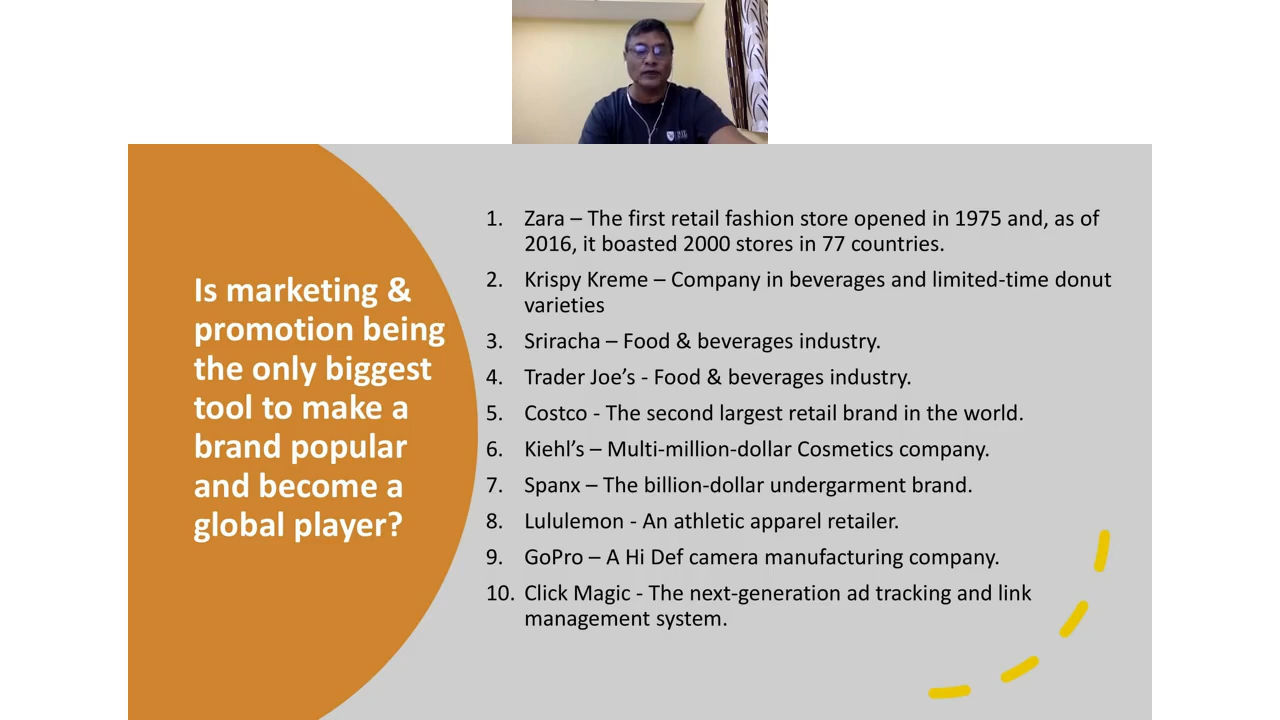 Is marketing &
promotion being
the only biggest
tool to make a
brand popular
and become a
global player?
1. Zara – The first retail fashion store opened in 1975 and, as of
2016, it boasted 2000 stores in 77 countries.
2. Krispy Kreme – Company in beverages and limited-time donut
varieties
3. Sriracha – Food & beverages industry.
4. Trader Joe’s - Food & beverages industry.
5. Costco - The second largest retail brand in the world.
6. Kiehl’s – Multi-million-dollar Cosmetics company.
7. Spanx – The billion-dollar undergarment brand.
8. Lululemon - An athletic apparel retailer.
9. GoPro – A Hi Def camera manufacturing company.
10. Click Magic - The next-generation ad tracking and link
management system.